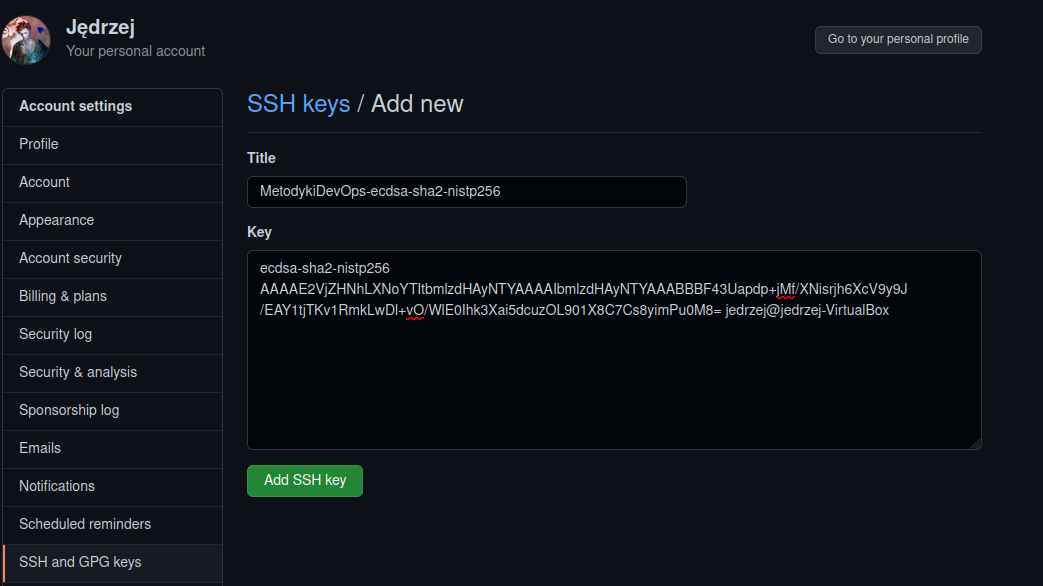 Jędrzej
Your personal account
Go to your personal profile
Account settings
Profile
Account
Appearance
Account security
Billing & plans
Security log
Security & analysis
Sponsorship log
Emails
Notifications
Scheduled reminders
SSH and GPG keys
SSH keys / Add new
Title
MetodykiDevOps-ecdsa-sha2-nistp256
Key
ecdsa-sha2-nistp256
AAAAE2VjZHNhLXNoYTItbmlzdHAyNTYAAAAIbmlzdHAyNTYAAABBBF43Uapdp+jMf/XNisrjh6XcV9y9J
/EAY1tjTKv1RmkLwDl+vO/WlE0Ihk3Xai5dcuzOL901X8C7Cs8yimPu0M8= jedrzej@jedrzej-VirtualBox
Add SSH key